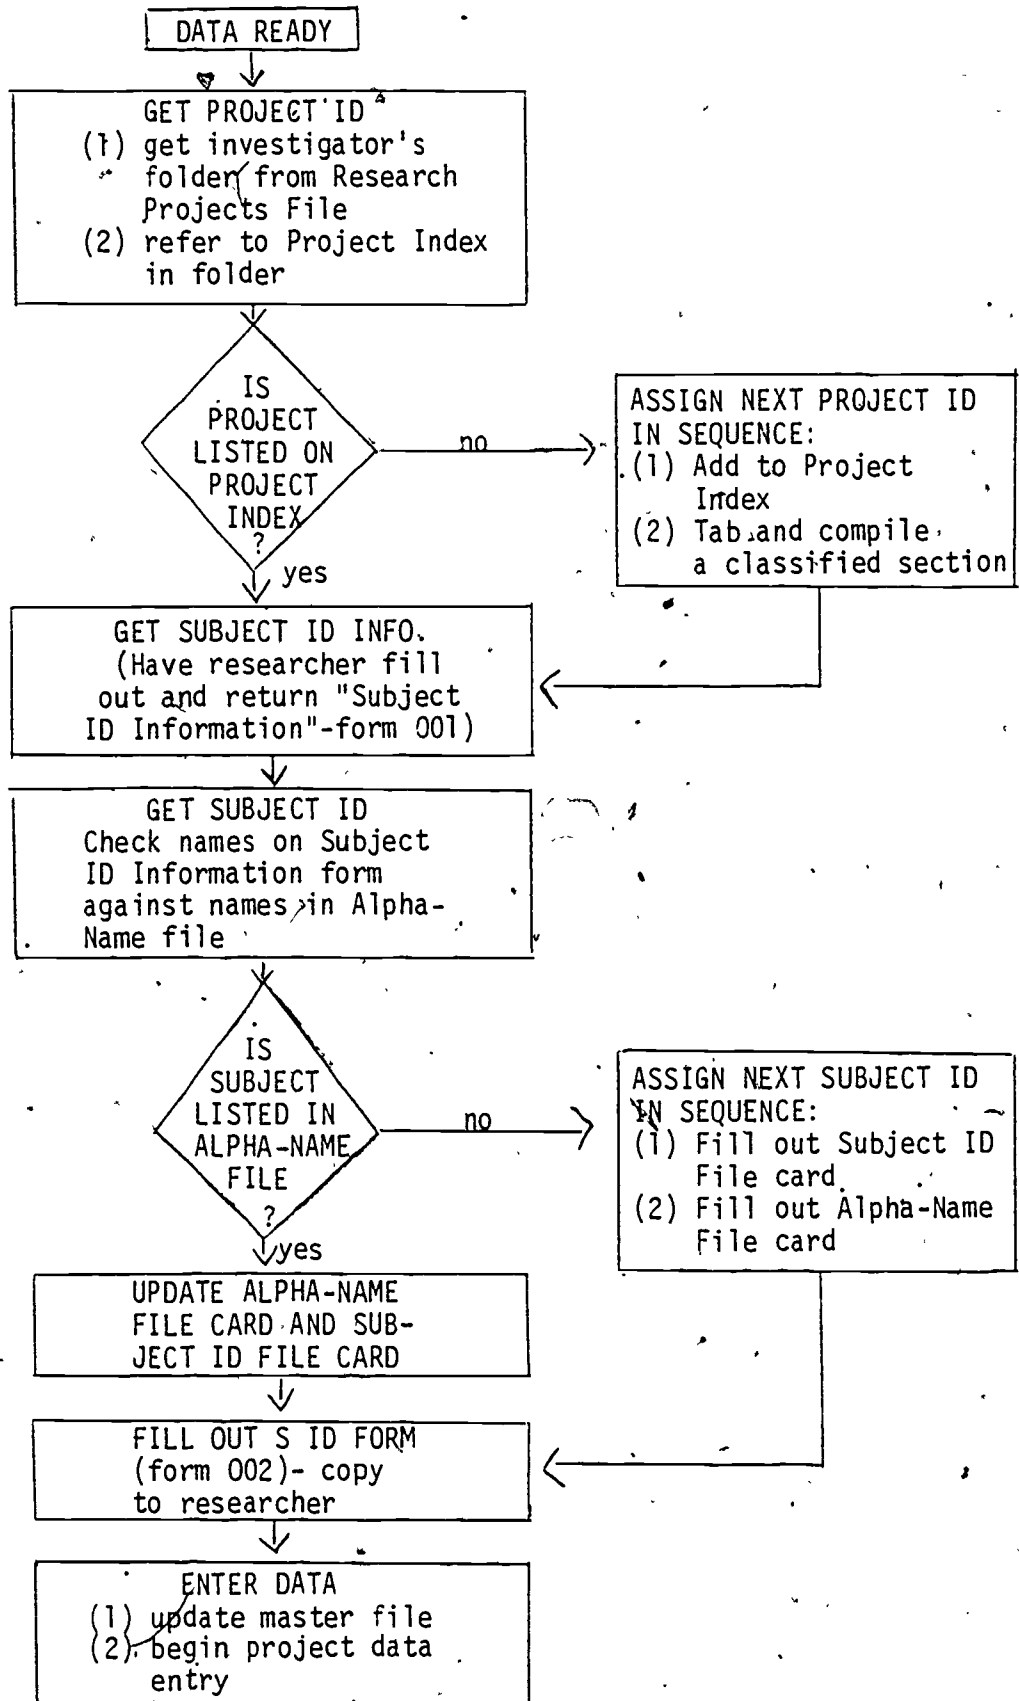 DATA READY
GET PROJECT ID
(1) get investigator's
folder from Research
Projects File
(2) refer to Project Index
in folder
IS
PROJECT
LISTED ON
PROJECT
INDEX
?
no
yes
ASSIGN NEXT PROJECT ID
IN SEQUENCE:
(1) Add to Project
Index
(2) Tab and compile
a classified section
GET SUBJECT ID INFO.
(Have researcher fill
out and return "Subject
ID Information"-form 001)
GET SUBJECT ID
Check names on Subject
ID Information form
against names in Alpha-
Name file
IS
SUBJECT
LISTED IN
ALPHA-NAME
FILE
?
no
yes
ASSIGN NEXT SUBJECT ID
IN SEQUENCE:
(1) Fill out Subject ID
File card
(2) Fill out Alpha-Name
File card
UPDATE ALPHA-NAME
FILE CARD AND SUB-
JECT ID FILE CARD
FILL OUT S ID FORM
(form 002)- copy
to researcher
ENTER DATA
(1) update master file
(2) begin project data
entry